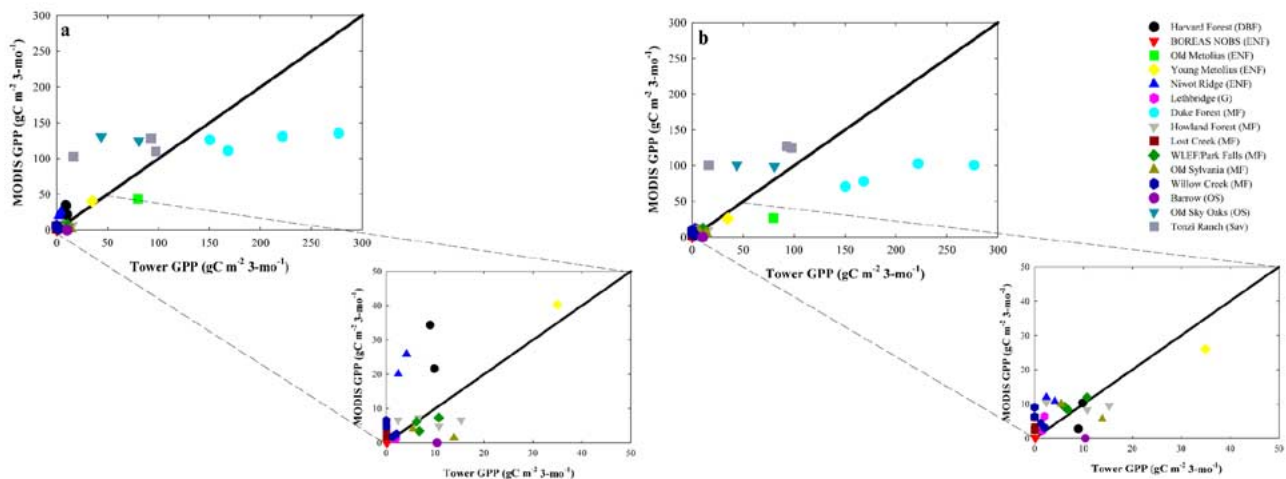 a
MODIS GPP (gC m-2 3-mo-1)
300
250
200
150
100
50
0
0 50 100 150 200 250 300
Tower GPP (gC m-2 3-mo-1)
MODIS GPP (gC m-2 3-mo-1)
50
40
30
20
10
0
0 10 20 30 40 50
Tower GPP (gC m-2 3-mo-1)
b
MODIS GPP (gC m-2 3-mo-1)
300
250
200
150
100
50
0
0 50 100 150 200 250 300
Tower GPP (gC m-2 3-mo-1)
MODIS GPP (gC m-2 3-mo-1)
50
40
30
20
10
0
0 10 20 30 40 50
Tower GPP (gC m-2 3-mo-1)
Harvard Forest (DBF)
BOREAS NOBS (ENF)
Old Metolius (ENF)
Young Metolius (ENF)
Niwot Ridge (ENF)
Lethbridge (G)
Duke Forest (MF)
Howland Forest (MF)
Lost Creek (MF)
WLEF/Park Falls (MF)
Old Sylvania (MF)
Willow Creek (MF)
Barrow (OS)
Old Sky Oaks (OS)
Tonzi Ranch (Sav)